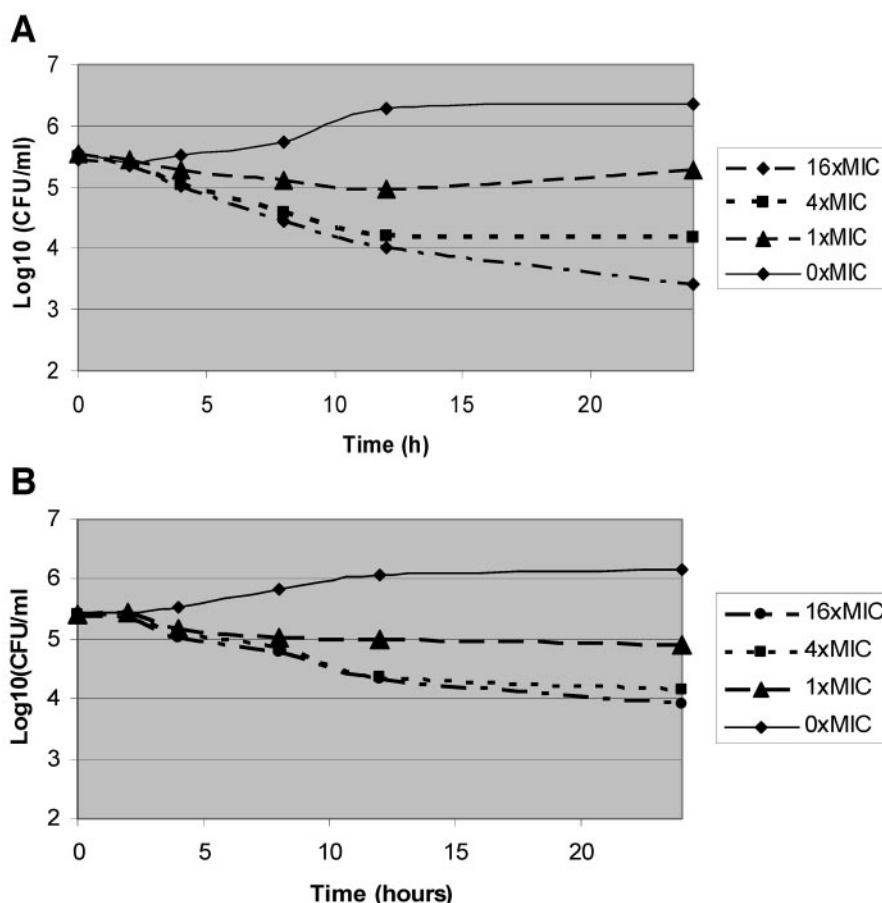 A
7
6
5
4
3
2
Log10 (CFU/ml)
0
5
10
15
20
Time (h)
16xMIC
4xMIC
1xMIC
0xMIC
B
7
6
5
4
3
2
Log10(CFU/ml
0
5
10
15
20
Time (hours)
16xMIC
4xMIC
1xMIC
0xMIC